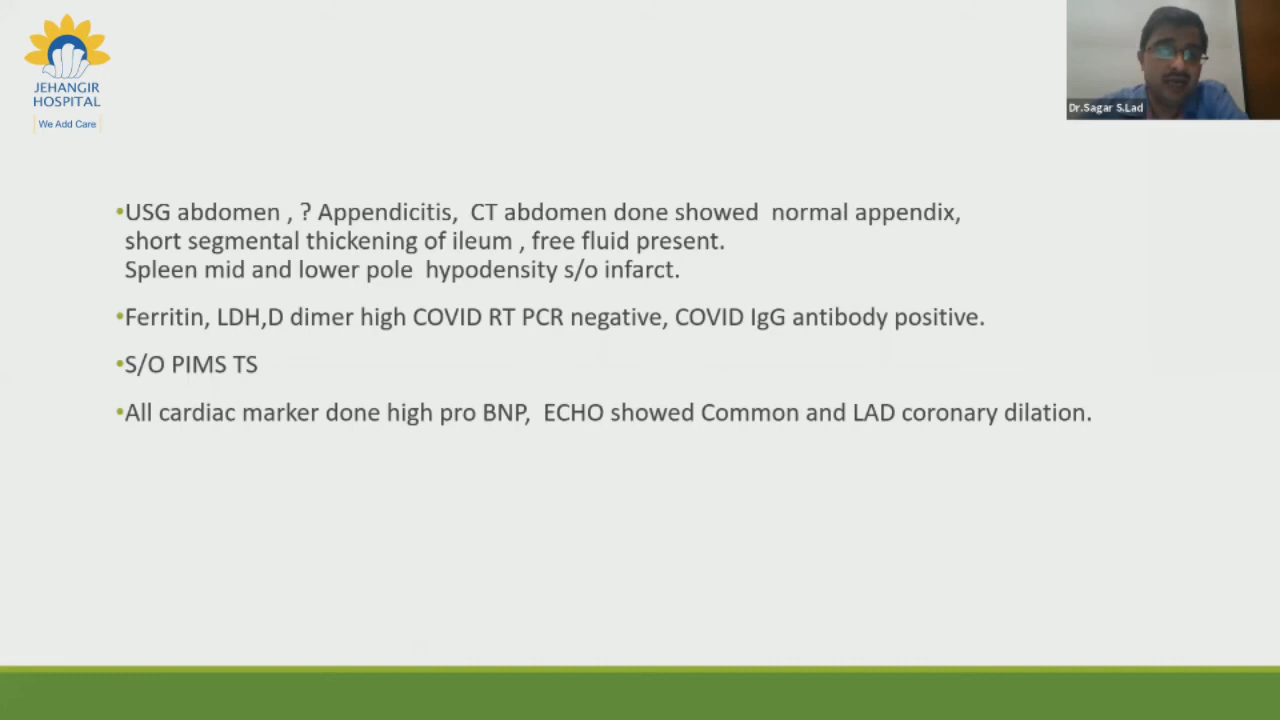 JEHANGIR
HOSPITAL
We Add Care
Dr.Sagar S.Lad
•USG abdomen , ? Appendicitis,  CT abdomen done showed  normal appendix,
short segmental thickening of ileum , free fluid present.
Spleen mid and lower pole  hypodensity s/o infarct.
•Ferritin, LDH,D dimer high COVID RT PCR negative, COVID IgG antibody positive.
•S/O PIMS TS
•All cardiac marker done high pro BNP,  ECHO showed Common and LAD coronary dilation.